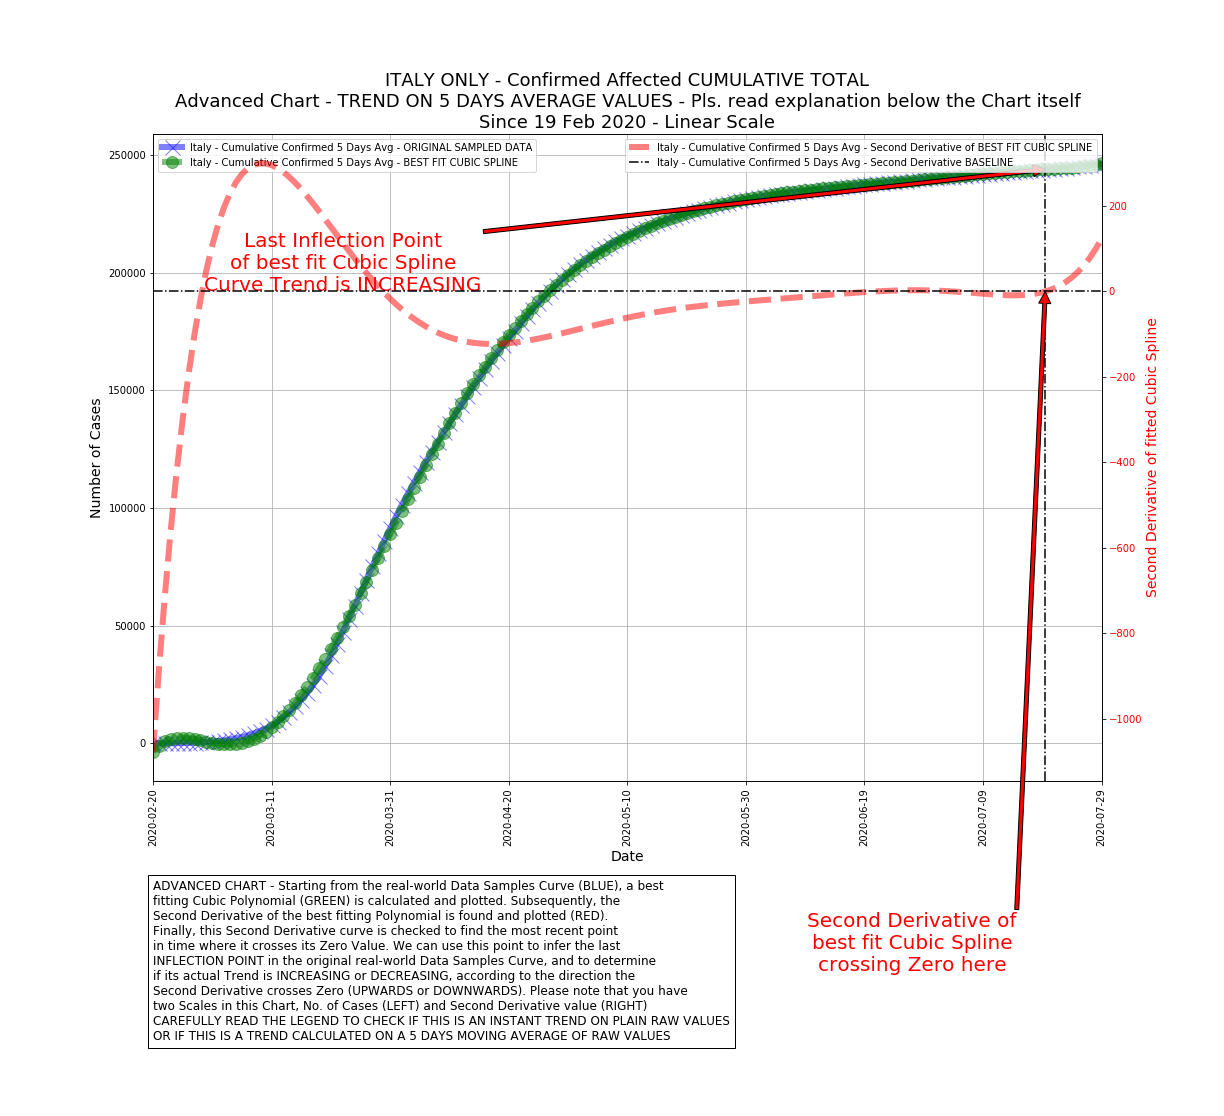 ITALY ONLY - Confirmed Affected CUMULATIVE TOTAL
Advanced Chart - TREND ON 5 DAYS AVERAGE VALUES - Pls. read explanation below the Chart itself
Since 19 Feb 2020 - Linear Scale
Italy - Cumulative Confirmed 5 Days Avg - ORIGINAL SAMPLED DATA
Italy - Cumulative Confirmed 5 Days Avg - BEST FIT CUBIC SPLINE
Italy - Cumulative Confirmed 5 Days Avg - Second Derivative of BEST FIT CUBIC SPLINE
Italy - Cumulative Confirmed 5 Days Avg - Second Derivative BASELINE
250000
200000
150000
100000
50000
0
Number of Cases
Last Inflection Point
of best fit Cubic Spline
Curve Trend is INCREASING
200
0
−200
−400
−600
−800
−1000
Second Derivative of fitted Cubic Spline
2020-02-20
2020-03-11
2020-03-31
2020-04-20
2020-05-10
2020-05-30
2020-06-19
2020-07-09
2020-07-29
Date
ADVANCED CHART - Starting from the real-world Data Samples Curve (BLUE), a best
fitting Cubic Polynomial (GREEN) is calculated and plotted. Subsequently, the
Second Derivative of the best fitting Polynomial is found and plotted (RED).
Finally, this Second Derivative curve is checked to find the most recent point
in time where it crosses its Zero Value. We can use this point to infer the last
INFLECTION POINT in the original real-world Data Samples Curve, and to determine
if its actual Trend is INCREASING or DECREASING, according to the direction the
Second Derivative crosses Zero (UPWARDS or DOWNWARDS). Please note that you have
two Scales in this Chart, No. of Cases (LEFT) and Second Derivative value (RIGHT)
CAREFULLY READ THE LEGEND TO CHECK IF THIS IS AN INSTANT TREND ON PLAIN RAW VALUES
OR IF THIS IS A TREND CALCULATED ON A 5 DAYS MOVING AVERAGE OF RAW VALUES
Second Derivative of
best fit Cubic Spline
crossing Zero here